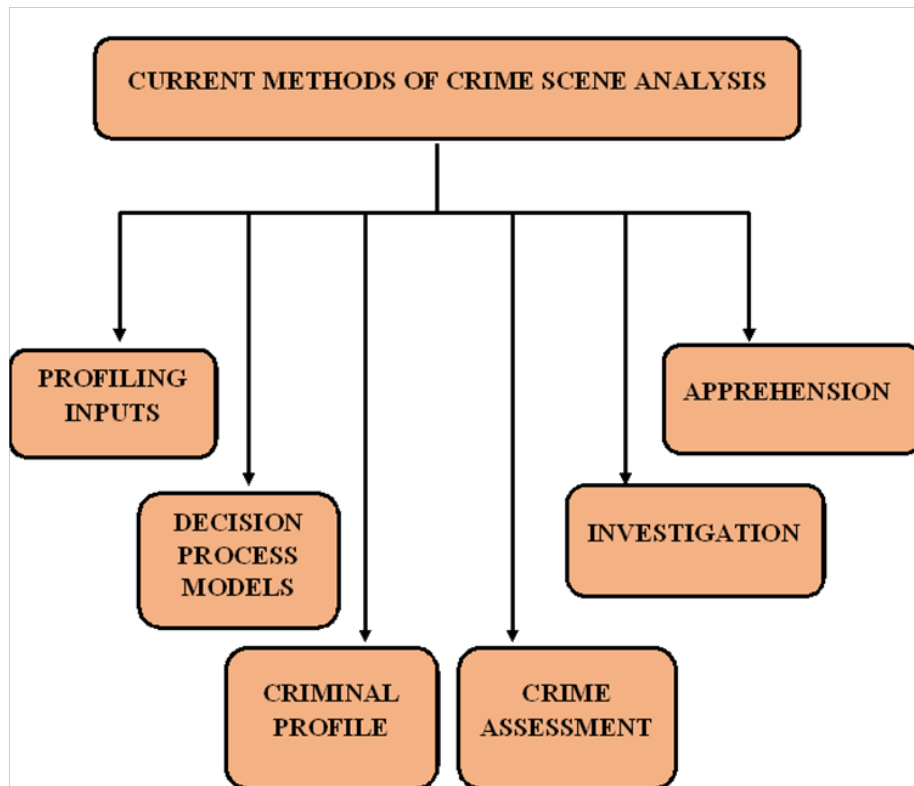 CURRENT METHODS OF CRIME SCENE ANALYSIS
PROFILING
INPUTS
DECISION
PROCESS
MODELS
CRIMINAL
PROFILE
CRIME
ASSESSMENT
INVESTIGATION
APPREHENSION